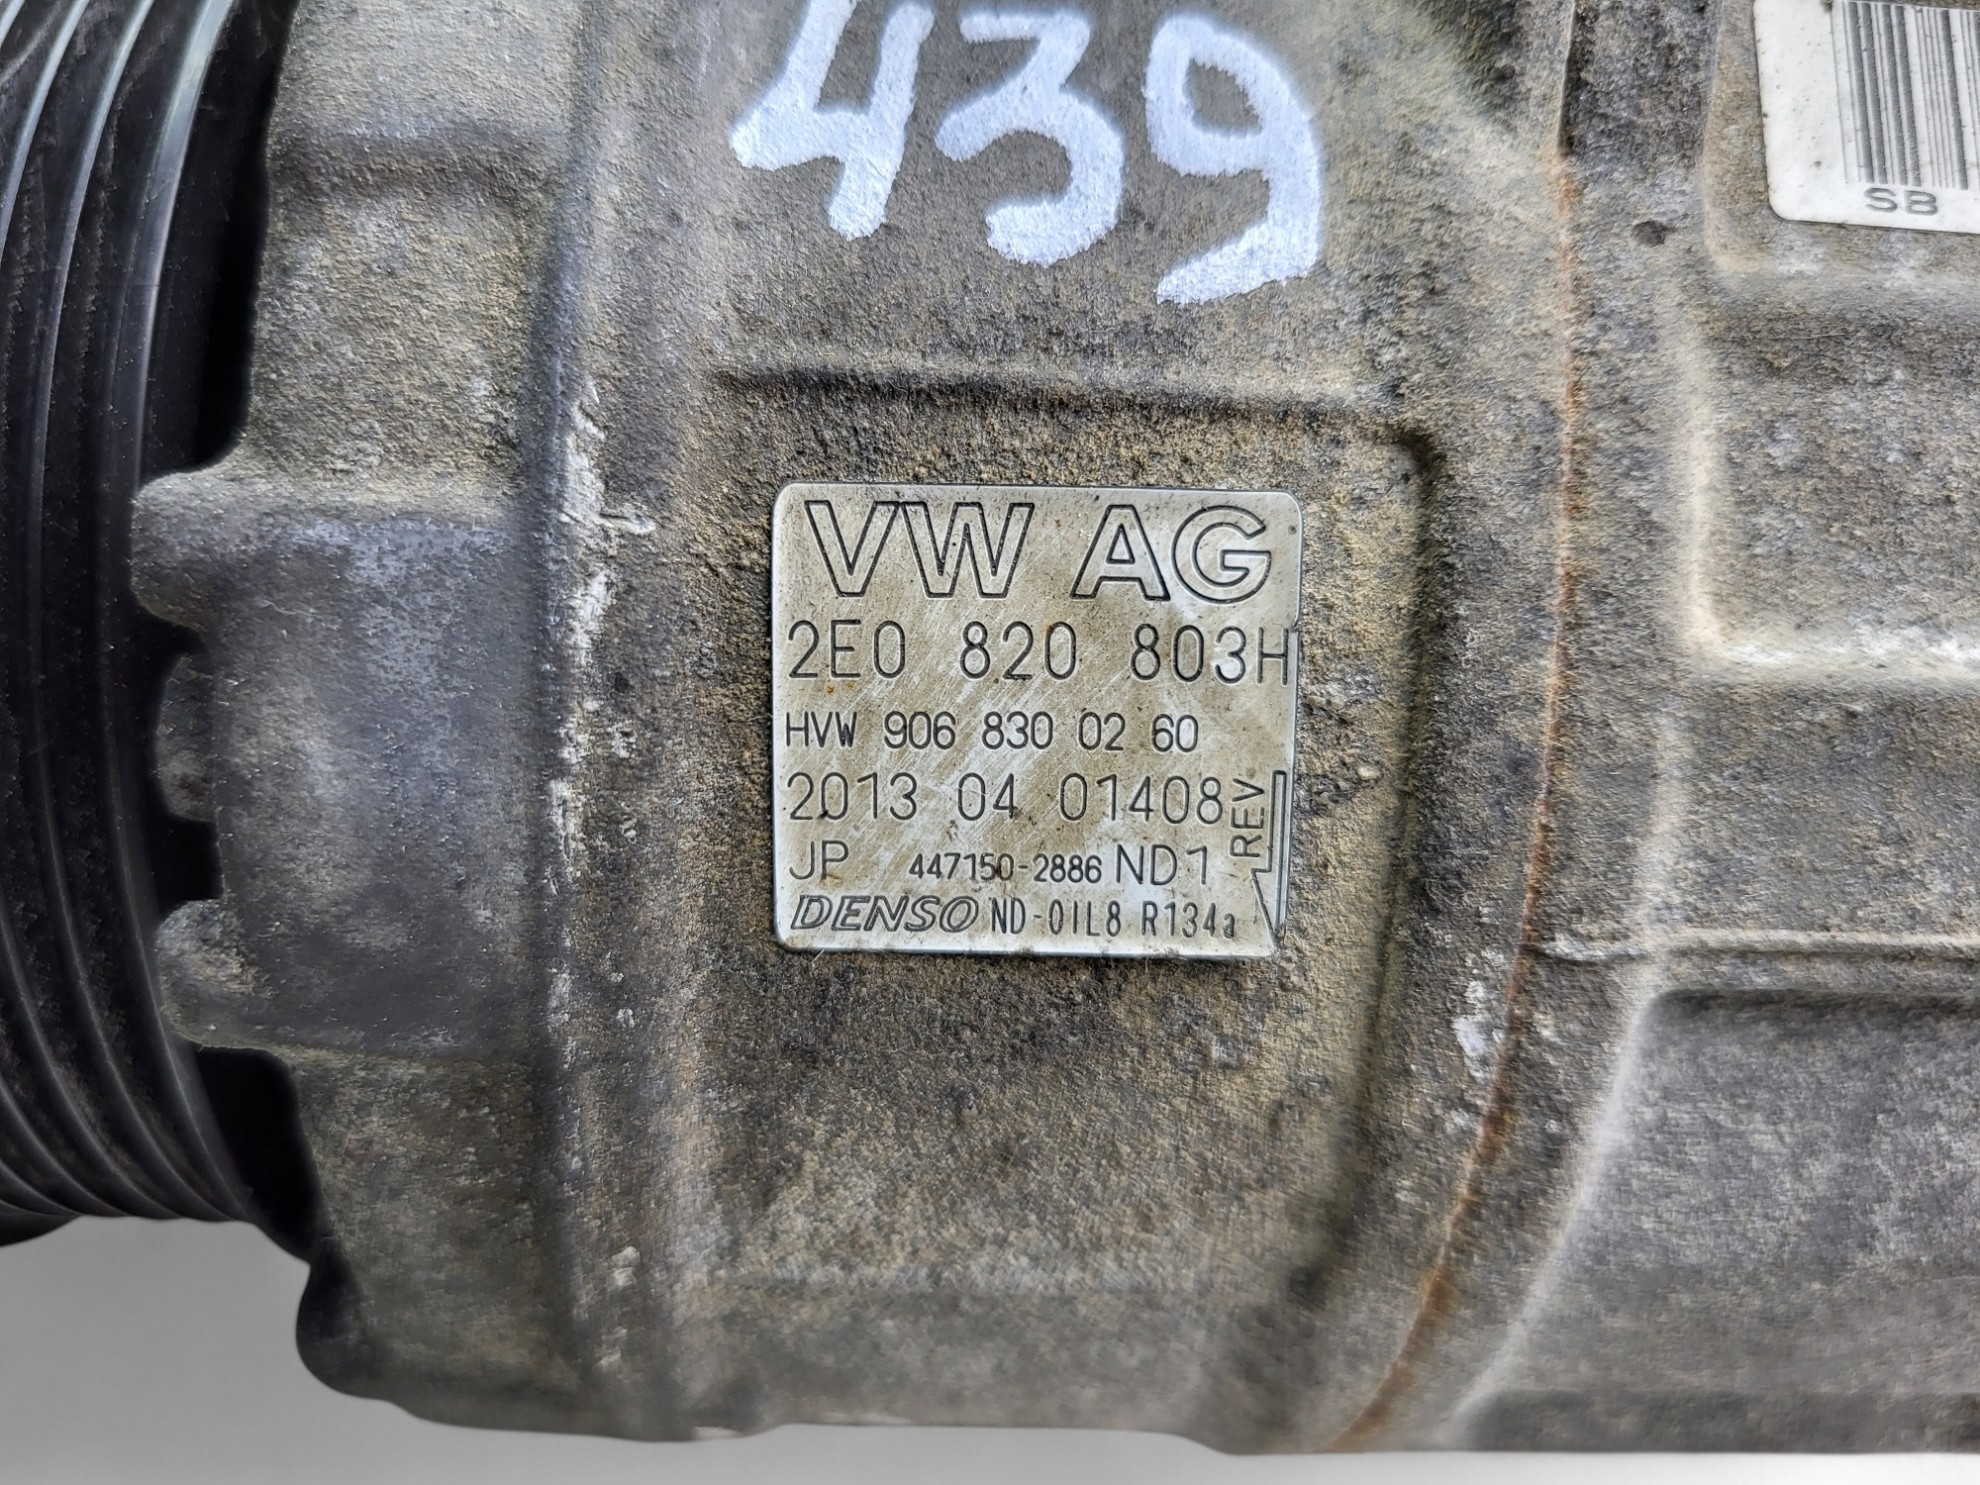 439
SB
VW AG
2E0 820 803H
HVW 906 830 02 60
2013 04 01408
REV
JP 447150-2886 ND1
DENSO ND-OIL8 R134a